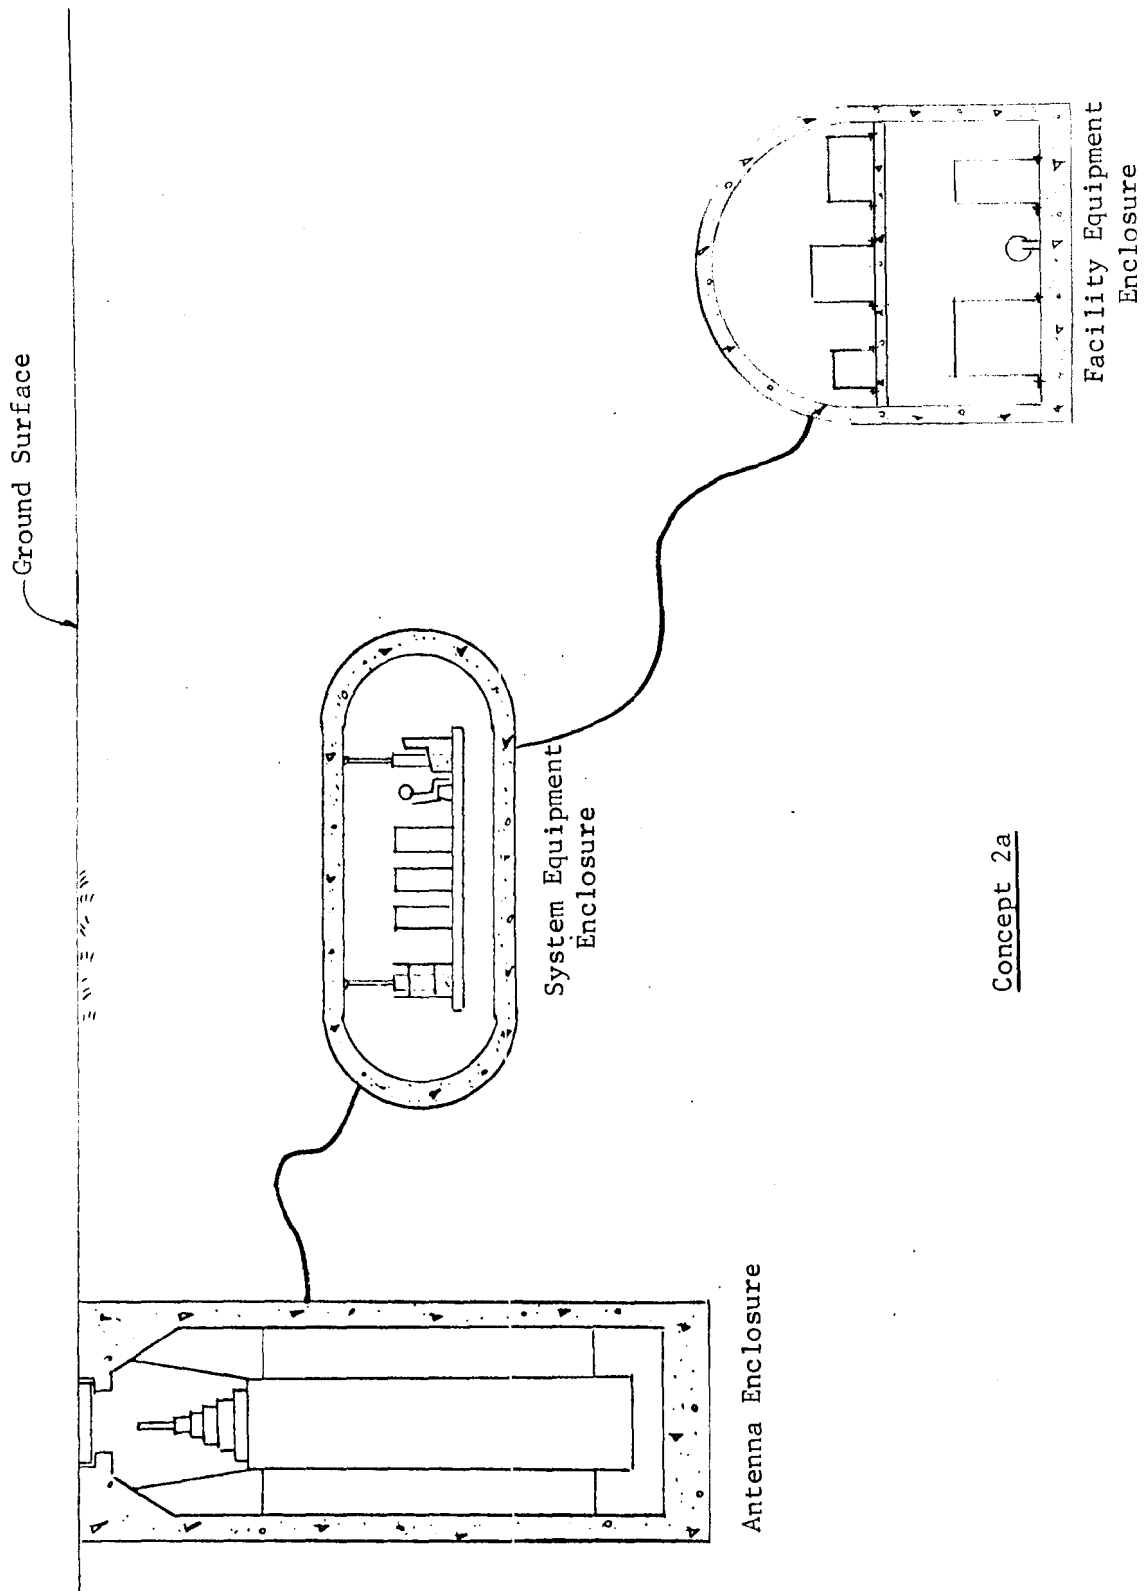 Ground Surface
Antenna Enclosure
System Equipment
Enclosure
Facility Equipment
Enclosure
Concept 2a